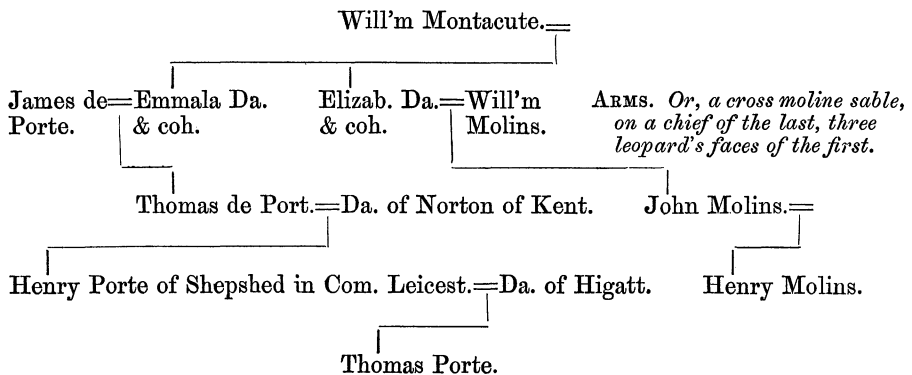 Will'm Montacute.
James de Emmala Da. Elizab. Da. Will'm ARMS. Or, a cross moline sable,
Porte. & coh. & coh. Molins. on a chief of the last, three
leopard's faces of the first.
Thomas de Port. Da. of Norton of Kent. John Molins.
Henry Porte of Shepshed in Com. Leicest. Da. of Higatt. Henry Molins.
Thomas Porte.